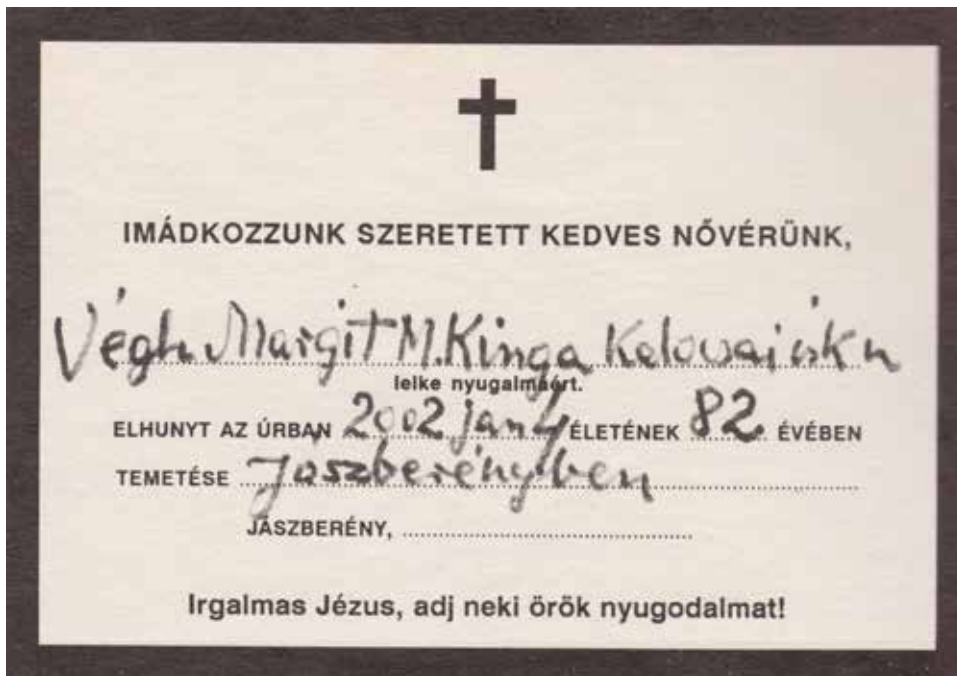 IMÁDKOZZUNK SZERETETT KEDVES NŐVÉRÜNK,
Végh Margit M. Kinga
lelke nyugalmáért.
ELHUNYT AZ ÚRBAN 2002 jan 4 ÉLETÉNEK 82 ÉVÉBEN
TEMETÉSE Jászberényben
JÁSZBERÉNY,
Irgalmas Jézus, adj neki örök nyugodalmat!